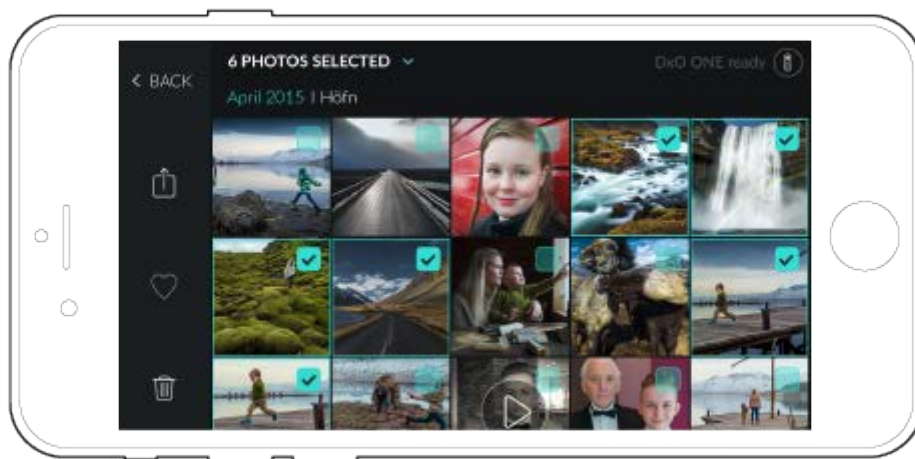 6 PHOTOS SELECTED
DxO ONE ready
< BACK
April 2015 | Höfn